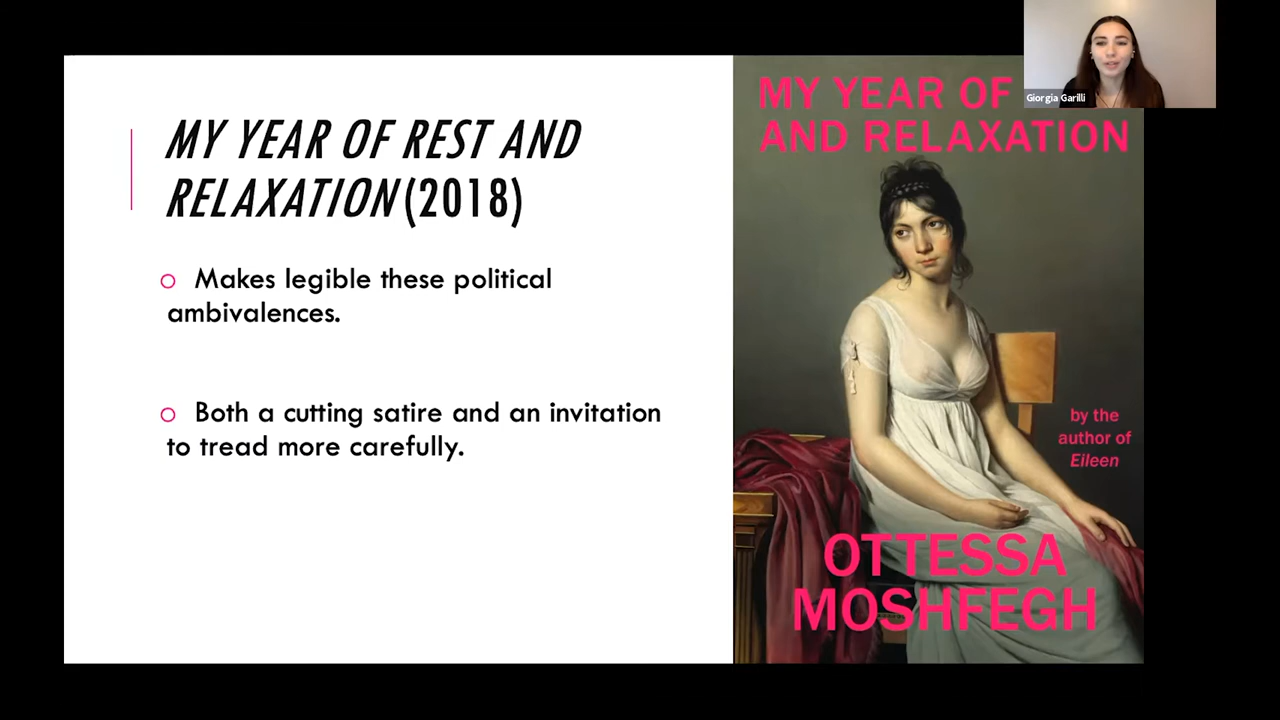 MY YEAR OF REST AND
RELAXATION (2018)
o Makes legible these political
ambivalences.
o Both a cutting satire and an invitation
to tread more carefully.
MY YEAR OF
AND RELAXATION
by the
author of
Eileen
OTTESSA
MOSHFEGH
Giorgia Garilli